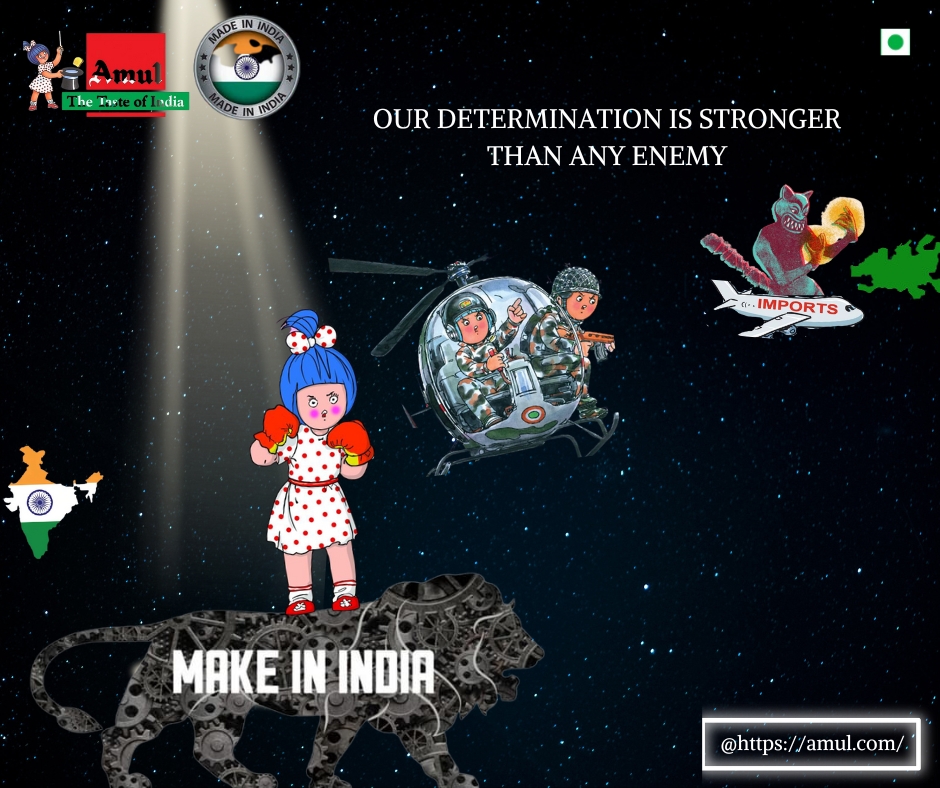 Amul
The Taste of India
MADE IN INDIA
MADE IN INDIA
OUR DETERMINATION IS STRONGER
THAN ANY ENEMY
IMPORTS
MAKE IN INDIA
@https://amul.com/